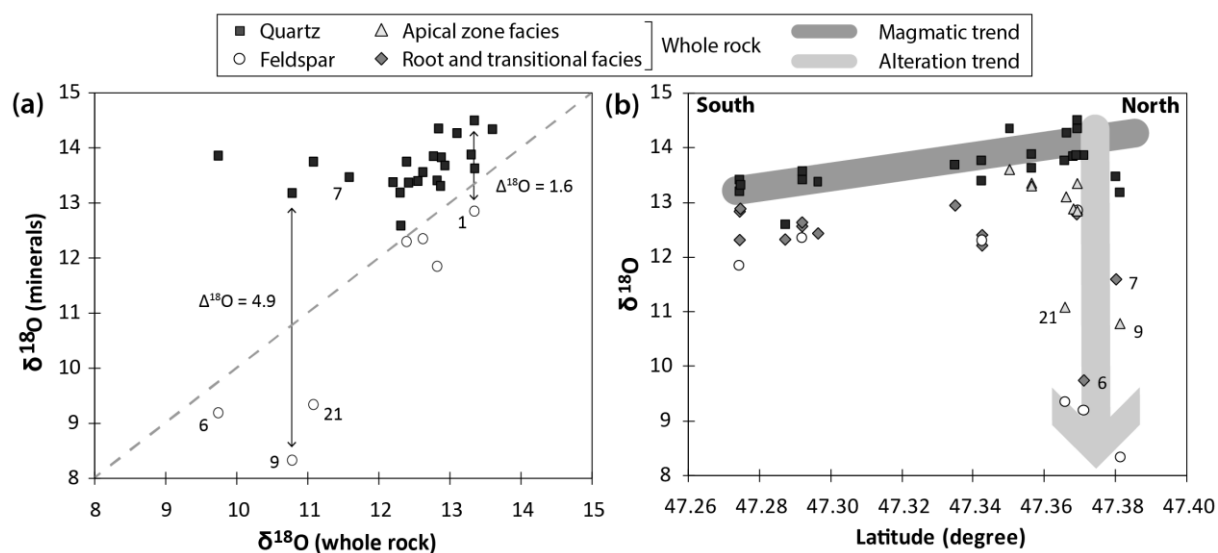 Quartz
Feldspar
Apical zone facies
Root and transitional facies
Whole rock
Magmatic trend
Alteration trend
(a)
15
14
13
12
11
10
9
8
δ18O (minerals)
7
1
Δ18O = 1.6
Δ18O = 4.9
6
21
9
8 9 10 11 12 13 14 15
δ18O (whole rock)
(b)
South
North
15
14
13
12
11
10
9
8
δ18O
7
21
9
6
47.26 47.28 47.30 47.32 47.34 47.36 47.38 47.40
Latitude (degree)